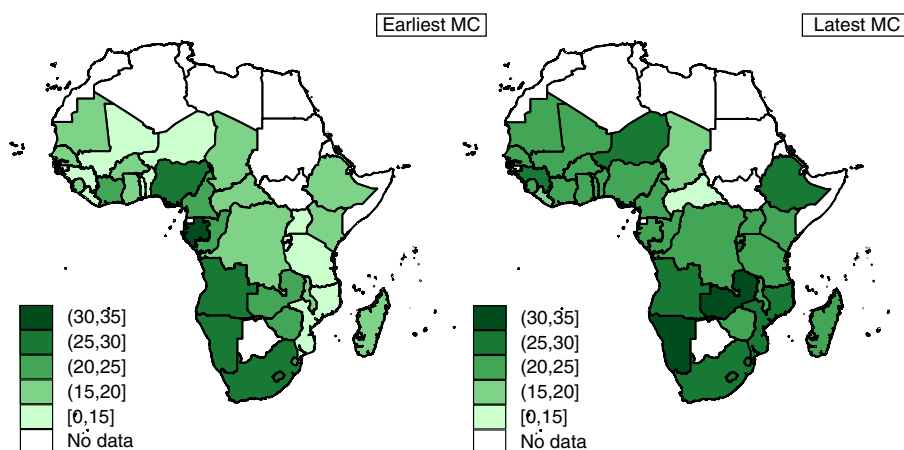 Earliest MC
(30,35]
(25,30]
(20,25]
(15,20]
[0,15]
No data
Latest MC
(30,35]
(25,30]
(20,25]
(15,20]
[0,15]
No data